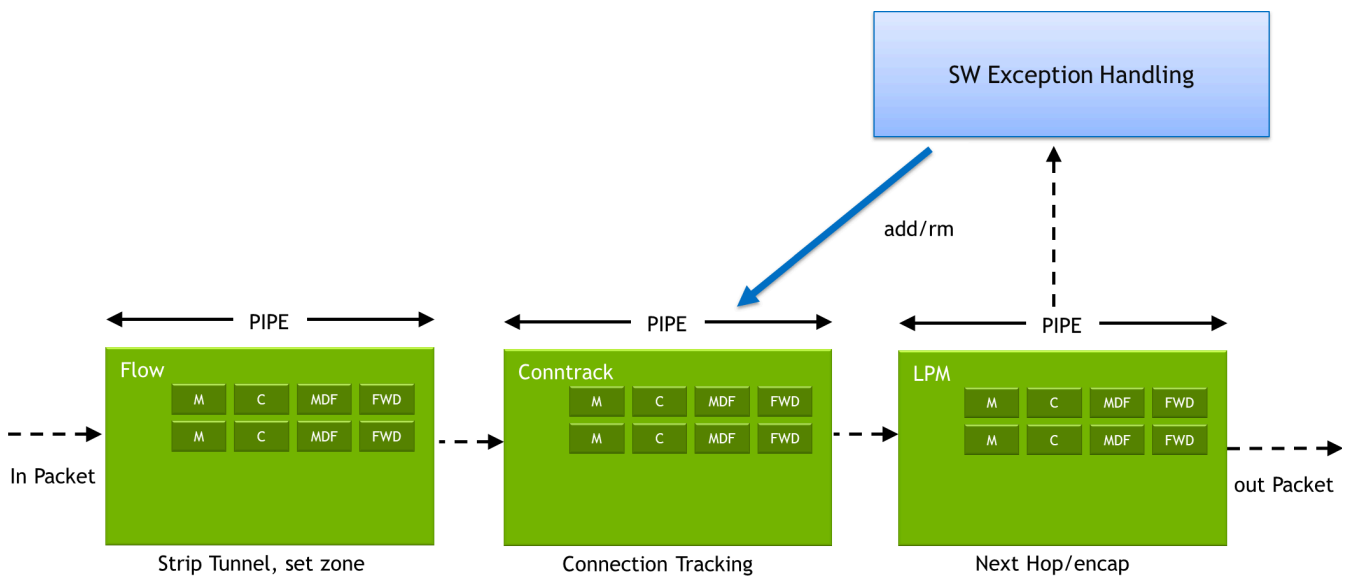 SW Exception Handling
add/rm
PIPE
PIPE
PIPE
Flow
M C MDF FWD
M C MDF FWD
Conntrack
M C MDF FWD
M C MDF FWD
LPM
M C MDF FWD
M C MDF FWD
In Packet
out Packet
Strip Tunnel, set zone
Connection Tracking
Next Hop/encap